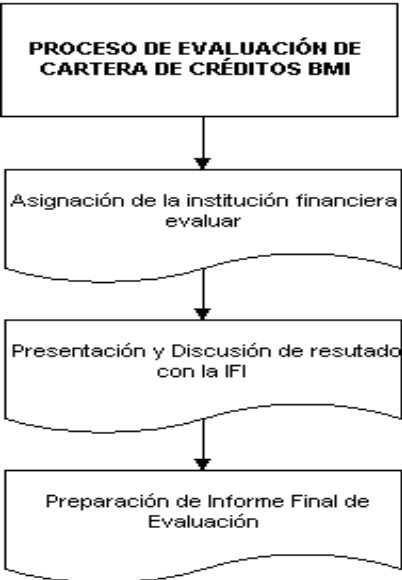 PROCESO DE EVALUACIÓN DE
CARTERA DE CRÉDITOS BMI
Asignación de la institución financiera
evaluar
Presentación y Discusión de resutado
con la IFI
Preparación de Informe Final de
Evaluación